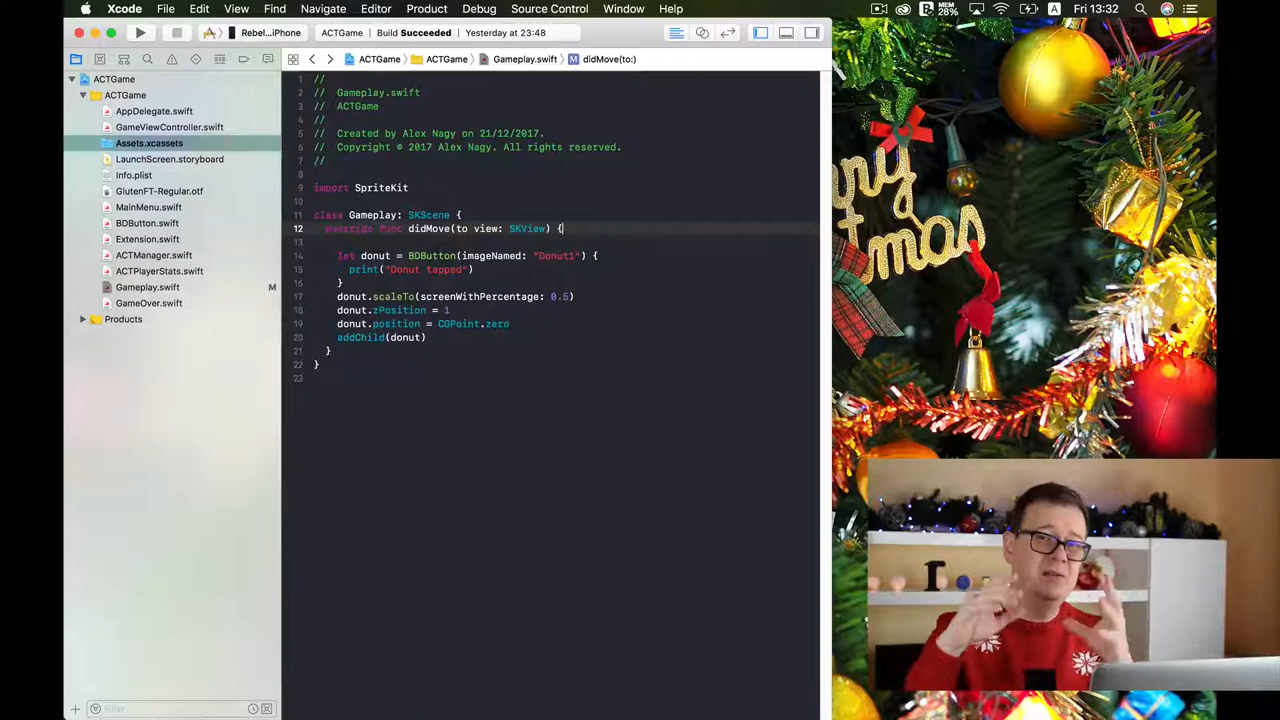 Xcode File Edit View Find Navigate Editor Product Debug Source Control Window Help 28% A Fri 13:32
Rebel...iPhone ACTGame Build Succeeded Yesterday at 23:48
ACTGame ACTGame Gameplay.swift M didMove(to:)
ACTGame
ACTGame
AppDelegate.swift
GameViewController.swift
Assets.xcassets
LaunchScreen.storyboard
Info.plist
GlutenFT-Regular.otf
MainMenu.swift
BDButton.swift
Extension.swift
ACTManager.swift
ACTPlayerStats.swift
Gameplay.swift M
GameOver.swift
Products
Filter
1 //
2 // Gameplay.swift
3 // ACTGame
4 //
5 // Created by Alex Nagy on 21/12/2017.
6 // Copyright © 2017 Alex Nagy. All rights reserved.
7 //
8
9 import SpriteKit
10
11 class Gameplay: SKScene {
12 override func didMove(to view: SKView) {
13
14 let donut = BDButton(imageNamed: "Donut1") {
15 print("Donut tapped")
16 }
17 donut.scaleTo(screenWithPercentage: 0.5)
18 donut.zPosition = 1
19 donut.position = CGPoint.zero
20 addChild(donut)
21 }
22 }
23